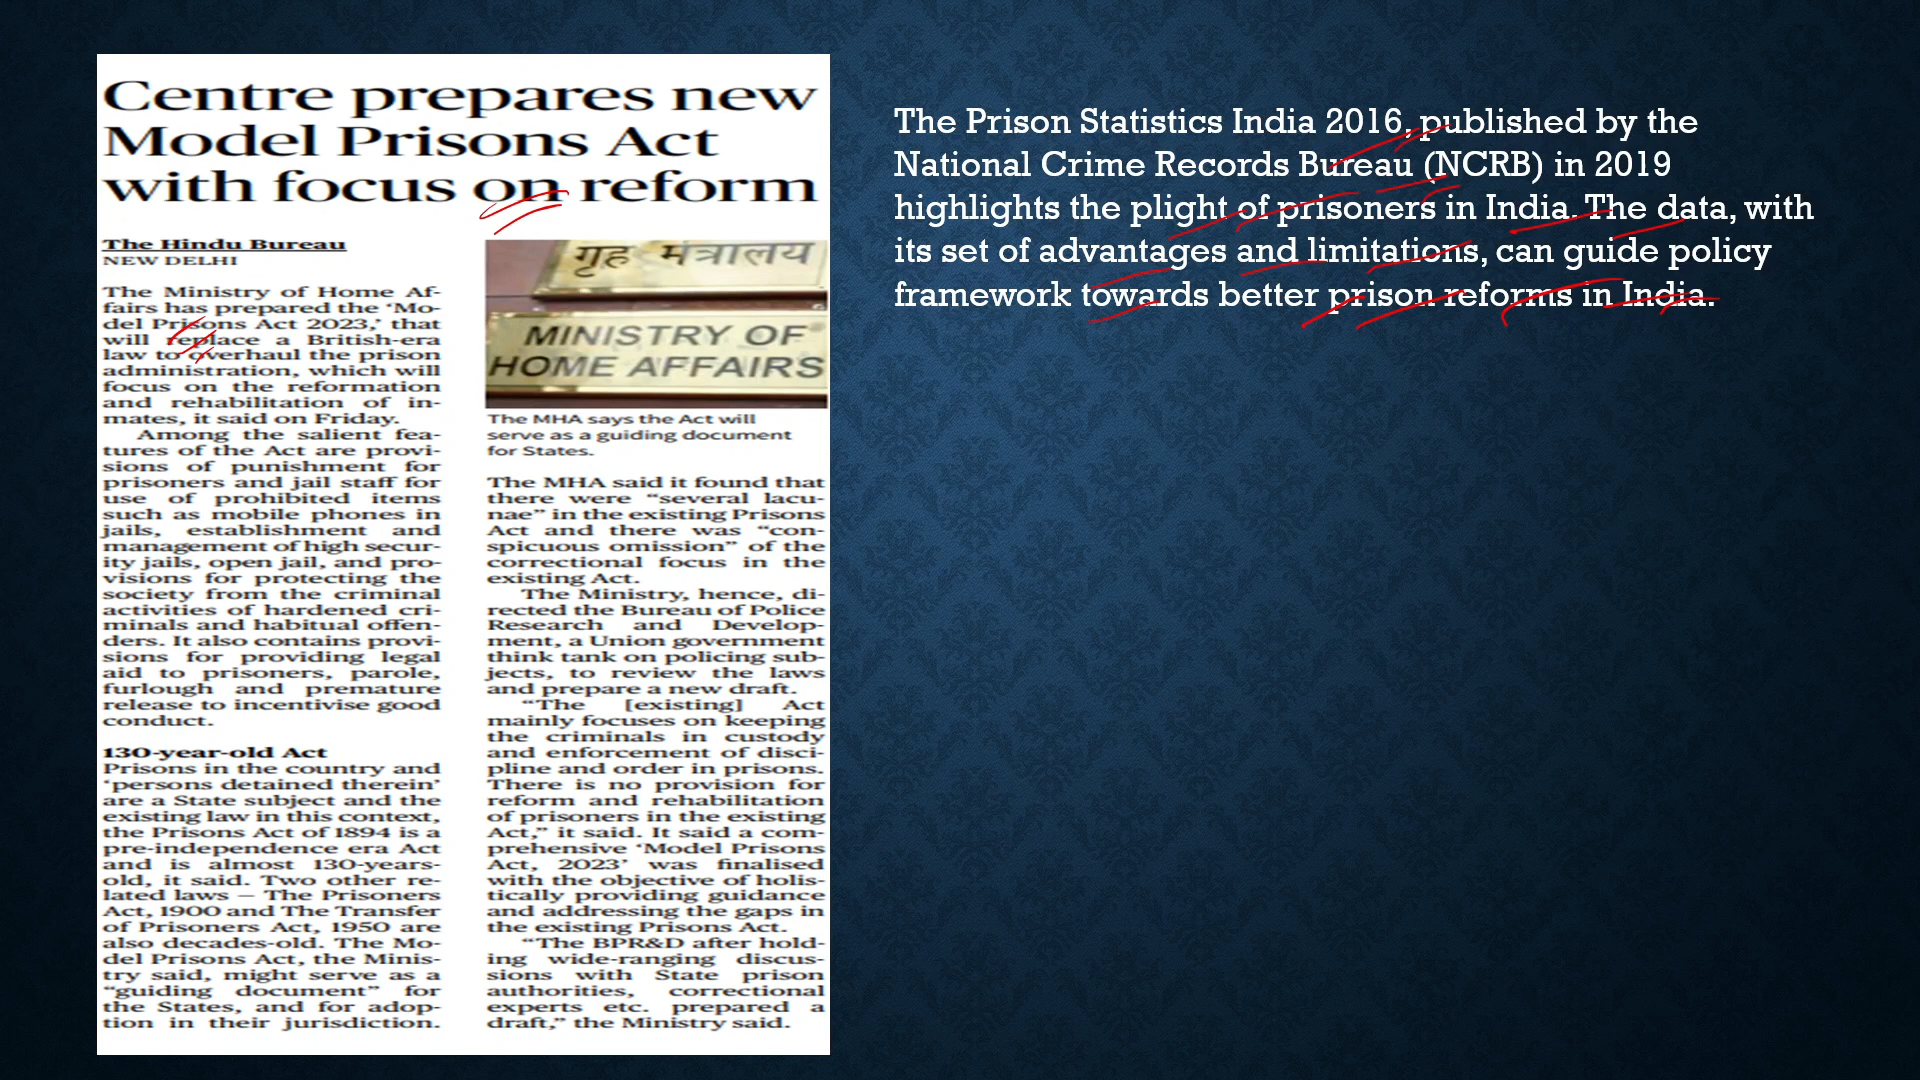 Centre prepares new
Model Prisons Act
with focus on reform
The Hindu Bureau
NEW DELHI
The Ministry of Home Af-
fairs has prepared the ‘Mo-
del Prisons Act 2023,’ that
will replace a British-era
law to overhaul the prison
administration, which will
focus on the reformation
and rehabilitation of in-
mates, it said on Friday.
Among the salient fea-
tures of the Act are provi-
sions of punishment for
prisoners and jail staff for
use of prohibited items
such as mobile phones in
jails, establishment and
management of high secur-
ity jails, open jail, and pro-
visions for protecting the
society from the criminal
activities of hardened cri-
minals and habitual offen-
ders. It also contains provi-
sions for providing legal
aid to prisoners, parole,
furlough and premature
release to incentivise good
conduct.
130-year-old Act
Prisons in the country and
‘persons detained therein’
are a State subject and the
existing law in this context,
the Prisons Act of 1894 is a
pre-independence era Act
and is almost 130-years-
old, it said. Two other re-
lated laws — The Prisoners
Act, 1900 and The Transfer
of Prisoners Act, 1950 are
also decades-old. The Mo-
del Prisons Act, the Minis-
try said, might serve as a
“guiding document” for
the States, and for adop-
tion in their jurisdiction.
गृह मंत्रालय
MINISTRY OF
HOME AFFAIRS
The MHA says the Act will
serve as a guiding document
for States.
The MHA said it found that
there were “several lacu-
nae” in the existing Prisons
Act and there was “con-
spicuous omission” of the
correctional focus in the
existing Act.
The Ministry, hence, di-
rected the Bureau of Police
Research and Develop-
ment, a Union government
think tank on policing sub-
jects, to review the laws
and prepare a new draft.
“The [existing] Act
mainly focuses on keeping
the criminals in custody
and enforcement of disci-
pline and order in prisons.
There is no provision for
reform and rehabilitation
of prisoners in the existing
Act,” it said. It said a com-
prehensive ‘Model Prisons
Act, 2023’ was finalised
with the objective of holis-
tically providing guidance
and addressing the gaps in
the existing Prisons Act.
“The BPR&D after hold-
ing wide-ranging discus-
sions with State prison
authorities, correctional
experts etc. prepared a
draft,” the Ministry said.
The Prison Statistics India 2016, published by the
National Crime Records Bureau (NCRB) in 2019
highlights the plight of prisoners in India. The data, with
its set of advantages and limitations, can guide policy
framework towards better prison reforms in India.